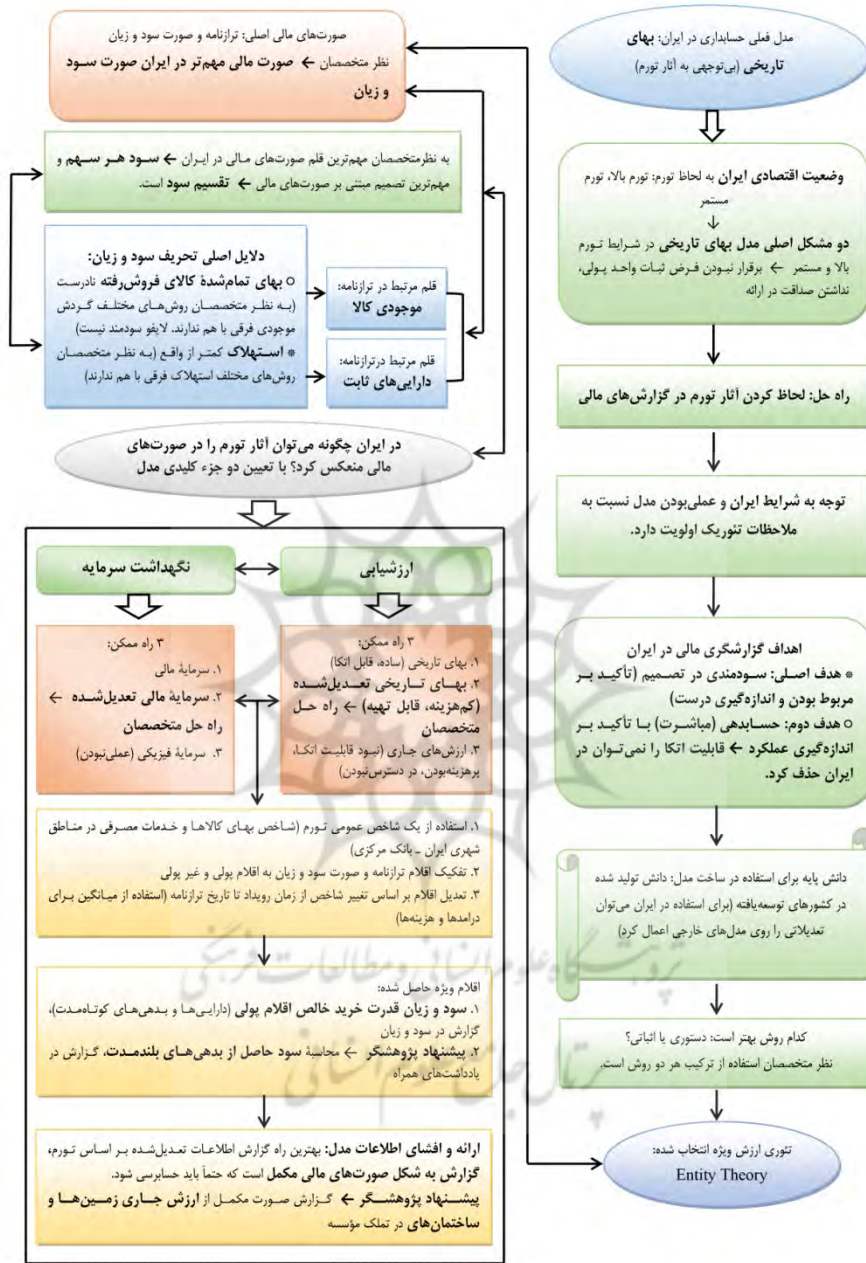 مدل فعلی حسابداری در ایران: بهای
تاریخی (بی‌توجهی به آثار تورم)
وضعیت اقتصادی ایران به لحاظ تورم: تورم بالا، تورم
مستمر
↓
دو مشکل اصلی مدل بهای تاریخی در شرایط تورم
بالا و مستمر ← برقرار نبودن فرض ثبات واحد پولی،
نداشتن صداقت در ارائه
راه حل: لحاظ کردن آثار تورم در گزارش‌های مالی
توجه به شرایط ایران و عملی‌بودن مدل نسبت به
ملاحظات تئوریک اولویت دارد.
اهداف گزارشگری مالی در ایران
* هدف اصلی: سودمندی در تصمیم (تأکید بر
مربوط بودن و اندازه‌گیری درست)
○ هدف دوم: حسابدهی (مباشرت) با تأکید بر
اندازه‌گیری عملکرد ← قابلیت اتکا را نمی‌توان در
ایران حذف کرد.
دانش پایه برای استفاده در ساخت مدل: دانش تولید شده
در کشورهای توسعه‌یافته (برای استفاده در ایران می‌توان
تعدیلاتی را روی مدل‌های خارجی اعمال کرد)
کدام روش بهتر است: دستوری یا اثباتی؟
نظر متخصصان استفاده از ترکیب هر دو روش است.
تئوری ارزش ویژه انتخاب شده:
Entity Theory
صورت‌های مالی اصلی: ترازنامه و صورت سود و زیان
نظر متخصصان ← صورت مالی مهم‌تر در ایران صورت سود
و زیان
به نظرمتخصصان مهم‌ترین قلم صورت‌های مالی در ایران ← سود هر سهم و
مهم‌ترین تصمیم مبتنی بر صورت‌های مالی ← تقسیم سود است.
دلایل اصلی تحریف سود و زیان:
○ بهای تمام‌شدۀ کالای فروش‌رفته نادرست
(به نظر متخصصان روش‌های مختلف گردش
موجودی فرقی با هم ندارند. لایفو سودمند نیست)
* استهلاک کمتر از واقع (به نظر متخصصان
روش‌های مختلف استهلاک فرقی با هم ندارند)
قلم مرتبط در ترازنامه:
موجودی کالا
قلم مرتبط درترازنامه:
دارایی‌های ثابت
در ایران چگونه می‌توان آثار تورم را در صورت‌های
مالی منعکس کرد؟ با تعیین دو جزء کلیدی مدل
ارزشیابی
نگهداشت سرمایه
۳ راه ممکن:
۱. بهای تاریخی (ساده، قابل اتکا)
۲. بهای تاریخی تعدیل‌شده
(کم‌هزینه، قابل تهیه) ← راه حل
متخصصان
۳. ارزش‌های جاری (نبود قابلیت اتکا،
پرهزینه‌بودن، در دسترس‌نبودن)
۳ راه ممکن:
۱. سرمایۀ مالی
۲. سرمایۀ مالی تعدیل‌شده ←
راه حل متخصصان
۳. سرمایۀ فیزیکی (عملی‌نبودن)
۱. استفاده از یک شاخص عمومی تورم (شاخص بهای کالاها و خدمات مصرفی در مناطق
شهری ایران ـ بانک مرکزی)
۲. تفکیک اقلام ترازنامه و صورت سود و زیان به اقلام پولی و غیر پولی
۳. تعدیل اقلام بر اساس تغییر شاخص از زمان رویداد تا تاریخ ترازنامه (استفاده از میانگین برای
درامدها و هزینه‌ها)
اقلام ویژه حاصل شده:
۱. سود و زیان قدرت خرید خالص اقلام پولی (دارایی‌ها و بدهی‌های کوتاه‌مدت)،
گزارش در سود و زیان
۲. پیشنهاد پژوهشگر ← محاسبۀ سود حاصل از بدهی‌های بلندمدت، گزارش در
یادداشت‌های همراه
ارائه و افشای اطلاعات مدل: بهترین راه گزارش اطلاعات تعدیل‌شده بر اساس تورم،
گزارش به شکل صورت‌های مالی مکمل است که حتماً باید حسابرسی شود.
پیشنهاد پژوهشگر ← گزارش صورت مکمل از ارزش جاری زمین‌ها و
ساختمان‌های در تملک مؤسسه
پژوهشگاه علوم انسانی و مطالعات فرهنگی
پرتال جامع علوم انسانی